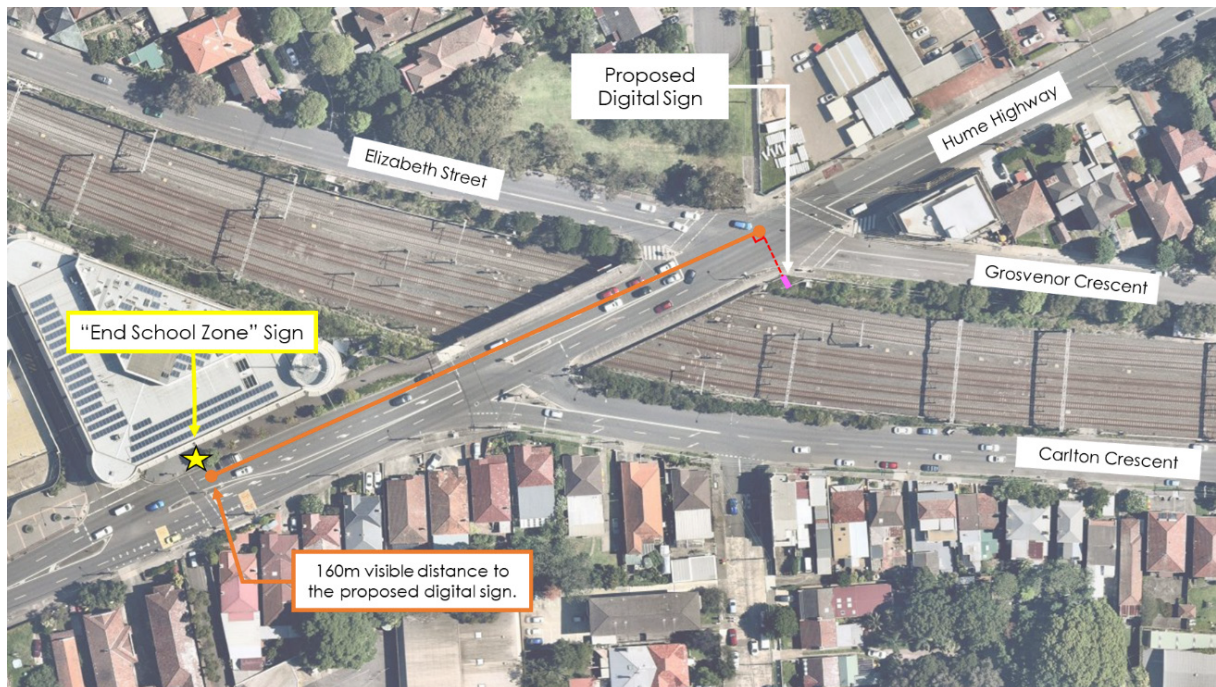 Proposed
Digital Sign
Hume Highway
Elizabeth Street
Grosvenor Crescent
“End School Zone” Sign
Carlton Crescent
160m visible distance to
the proposed digital sign.